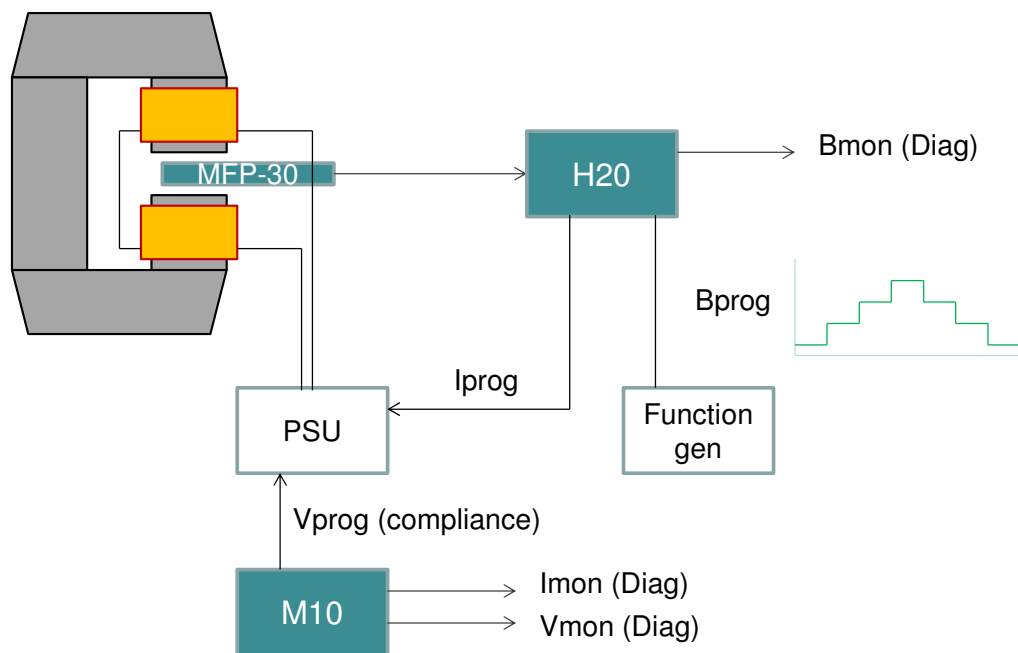 MFP-30
H20
Bmon (Diag)
Bprog
Iprog
PSU
Function
gen
Vprog (compliance)
M10
Imon (Diag)
Vmon (Diag)